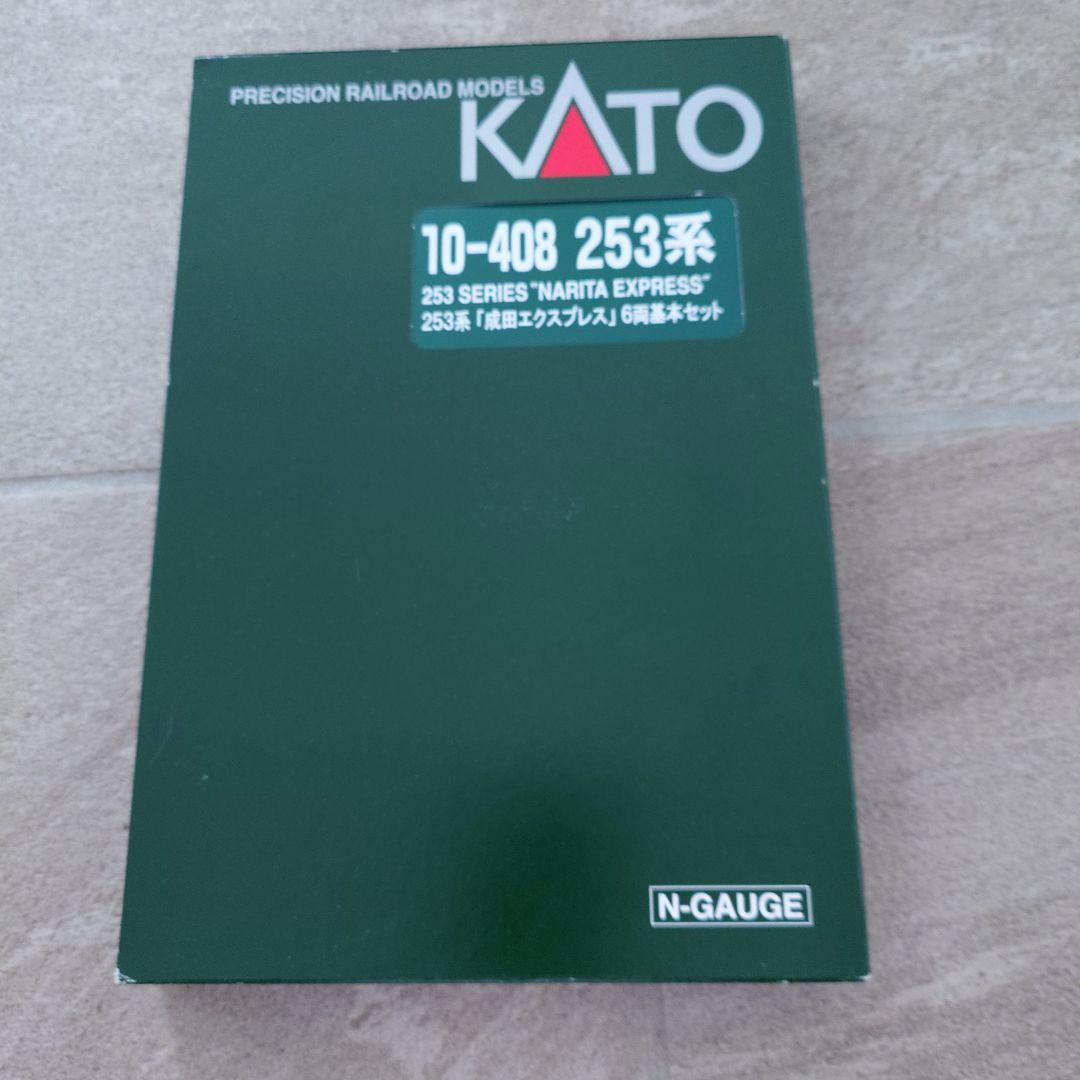 PRECISION RAILROAD MODELS
KATO
10-408 253系
253 SERIES "NARITA EXPRESS"
253系「成田エクスプレス」6両基本セット
N-GAUGE